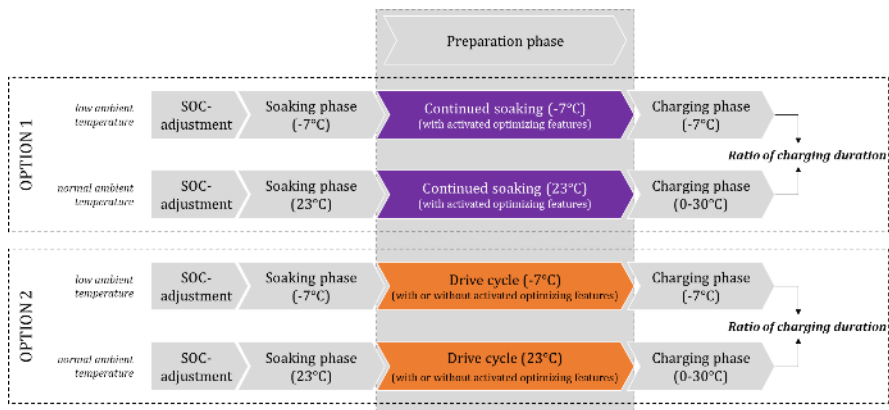 Preparation phase
OPTION 1
low ambient
temperature
SOC-
adjustment
Soaking phase
(-7°C)
Continued soaking (-7°C)
(with activated optimizing features)
Charging phase
(-7°C)
Ratio of charging duration
normal ambient
temperature
SOC-
adjustment
Soaking phase
(23°C)
Continued soaking (23°C)
(with activated optimizing features)
Charging phase
(0-30°C)
OPTION 2
low ambient
temperature
SOC-
adjustment
Soaking phase
(-7°C)
Drive cycle (-7°C)
(with or without activated optimizing features)
Charging phase
(-7°C)
Ratio of charging duration
normal ambient
temperature
SOC-
adjustment
Soaking phase
(23°C)
Drive cycle (23°C)
(with or without activated optimizing features)
Charging phase
(0-30°C)